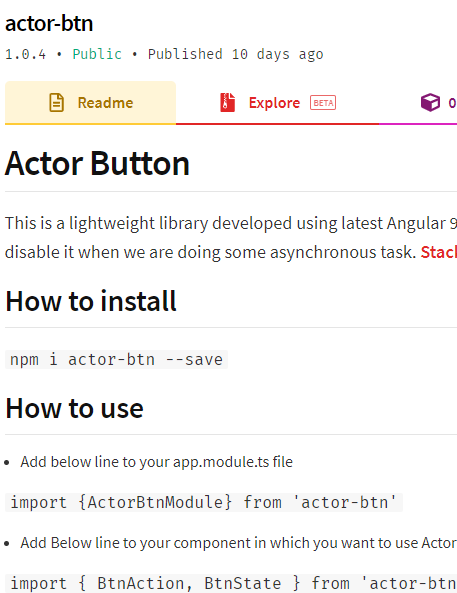 actor-btn
1.0.4 • Public • Published 10 days ago
Readme
Explore BETA
0
Actor Button
This is a lightweight library developed using latest Angular 9
disable it when we are doing some asynchronous task.
How to install
npm i actor-btn --save
How to use
• Add below line to your app.module.ts file
import {ActorBtnModule} from 'actor-btn'
• Add Below line to your component in which you want to use Actor
import { BtnAction, BtnState } from 'actor-btn